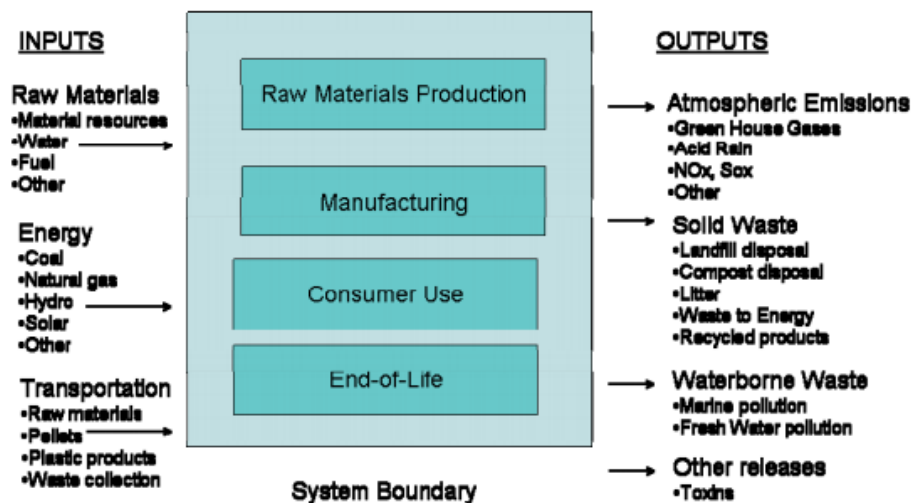 INPUTS
Raw Materials
•Material resources
•Water
•Fuel
•Other
Energy
•Coal
•Natural gas
•Hydro
•Solar
•Other
Transportation
•Raw materials
•Pellets
•Plastic products
•Waste collection
Raw Materials Production
Manufacturing
Consumer Use
End-of-Life
System Boundary
OUTPUTS
Atmospheric Emissions
•Green House Gases
•Acid Rain
•NOx, Sox
•Other
Solid Waste
•Landfill disposal
•Compost disposal
•Litter
•Waste to Energy
•Recycled products
Waterborne Waste
•Marine pollution
•Fresh Water pollution
Other releases
•Toxins